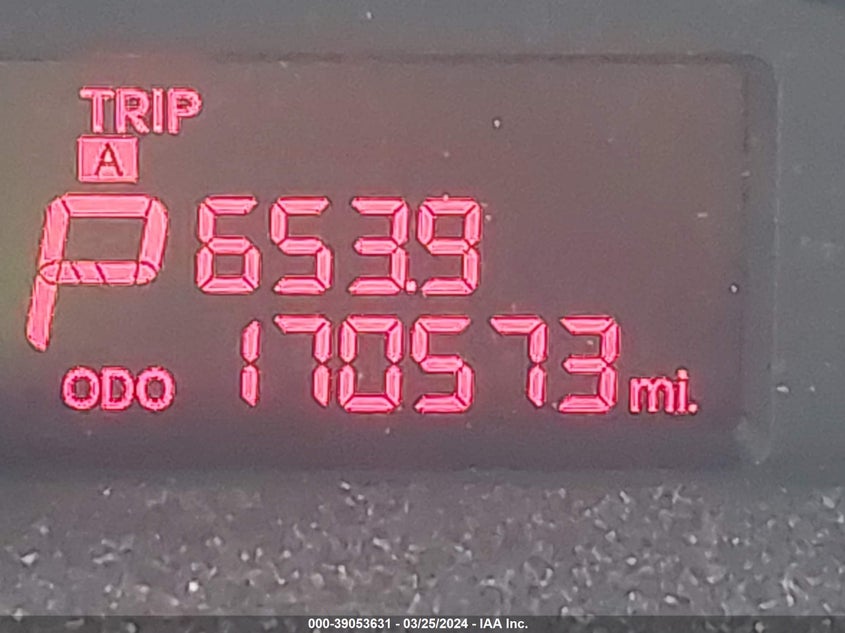 TRIP
A
P 653.9
ODO 170573 mi.
000-39053631 - 03/25/2024 - IAA Inc.